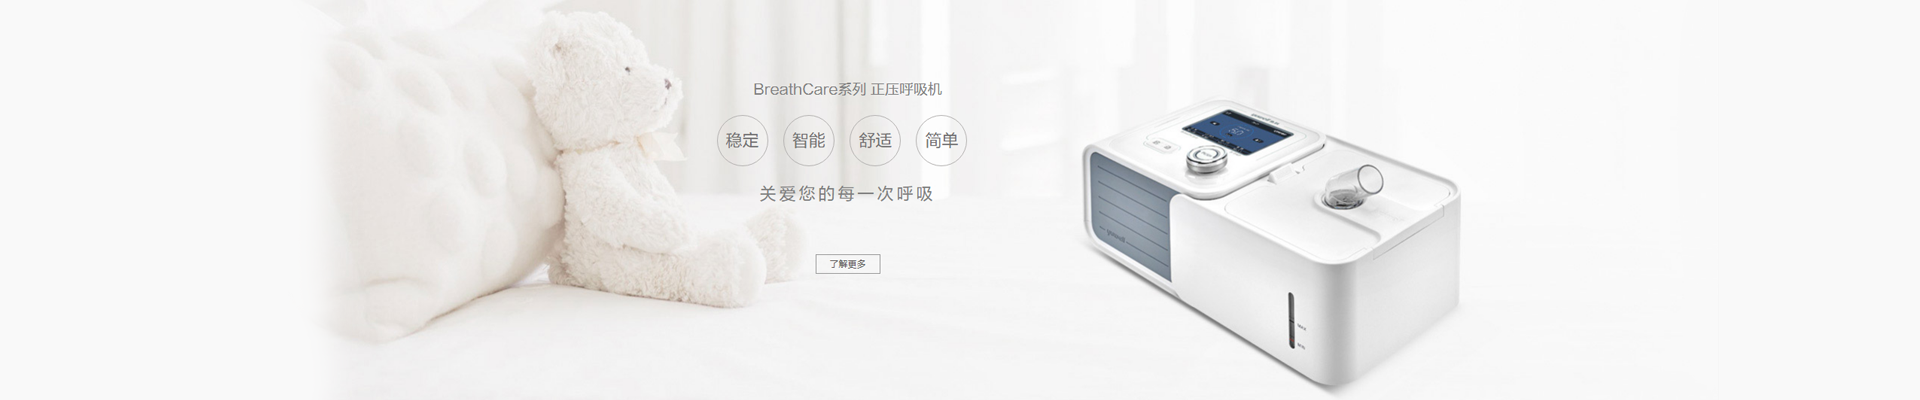 BreathCare系列 正压呼吸机
稳定 智能 舒适 简单
关爱您的每一次呼吸
了解更多
yuwell